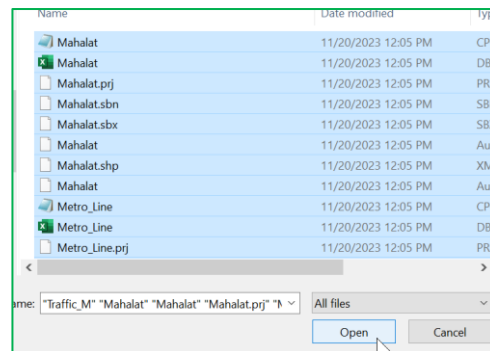 Name Date modified Typ
Mahalat 11/20/2023 12:05 PM CP
Mahalat 11/20/2023 12:05 PM DB
Mahalat.prj 11/20/2023 12:05 PM PR
Mahalat.sbn 11/20/2023 12:05 PM SB
Mahalat.sbx 11/20/2023 12:05 PM SB
Mahalat 11/20/2023 12:05 PM Au
Mahalat.shp 11/20/2023 12:05 PM XM
Mahalat 11/20/2023 12:05 PM Au
Metro_Line 11/20/2023 12:05 PM CP
Metro_Line 11/20/2023 12:05 PM DB
Metro_Line.prj 11/20/2023 12:05 PM PR
ame: "Traffic_M" "Mahalat" "Mahalat" "Mahalat.prj" "M All files
Open Cancel